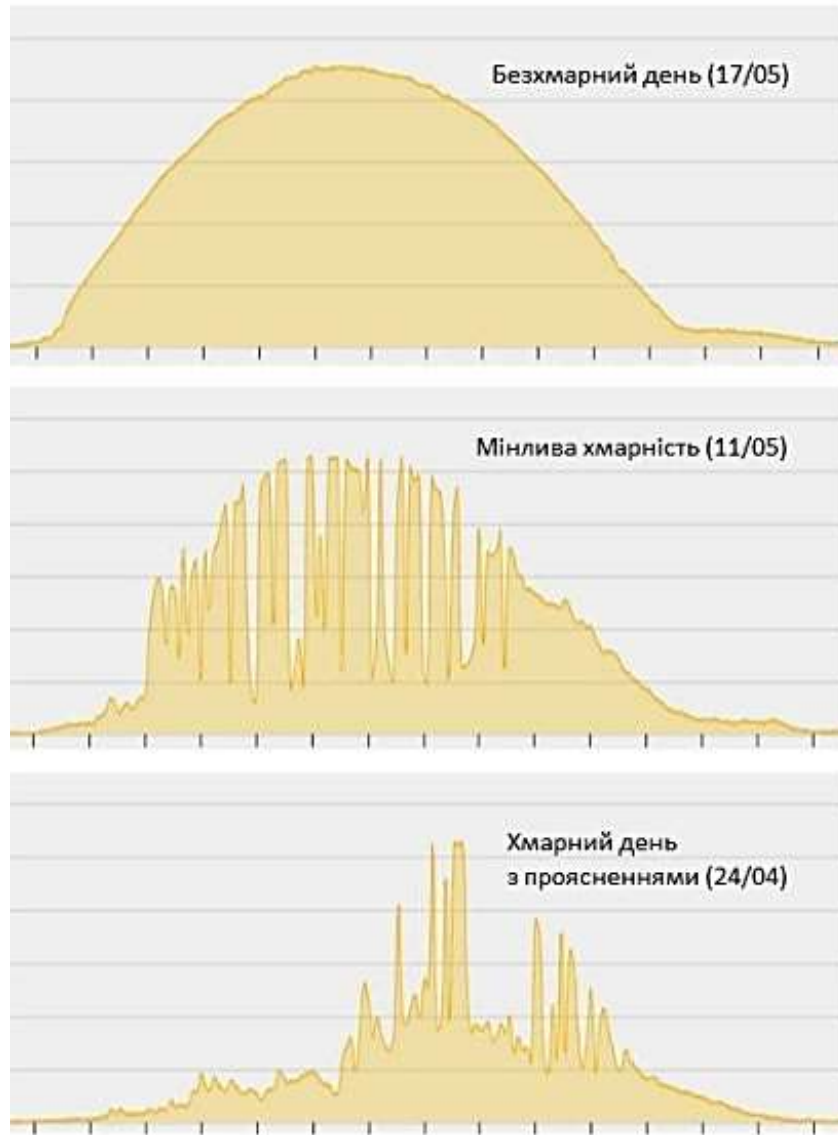 Безхмарний день (17/05)
Мінлива хмарність (11/05)
Хмарний день
з проясненнями (24/04)